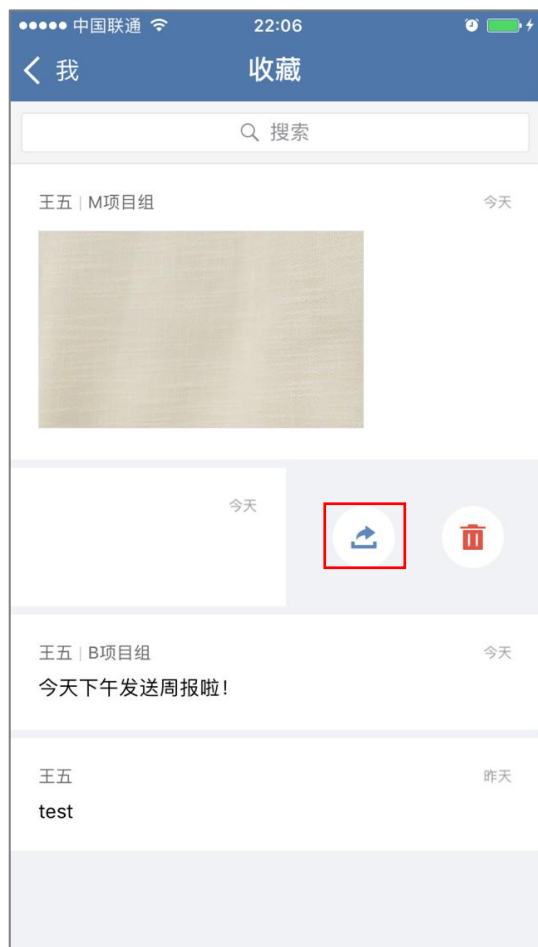 中国联通 22:06
我 收藏
搜索
王五 | M项目组 今天
今天
王五 | B项目组 今天
今天下午发送周报啦！
王五 昨天
test